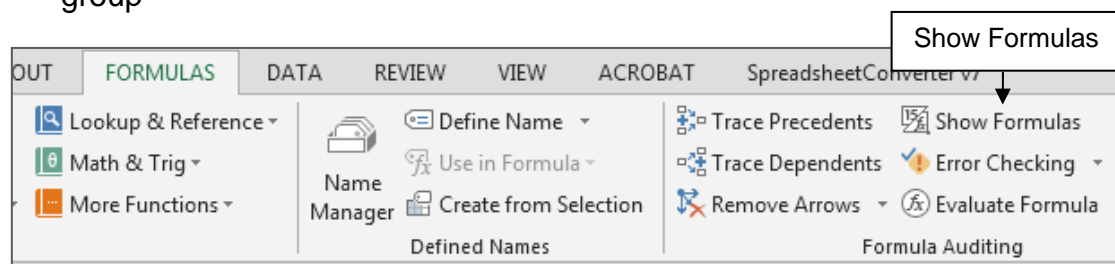 group
Show Formulas
OUT FORMULAS DATA REVIEW VIEW ACROBAT SpreadsheetConverter v7
Lookup & Reference Define Name Trace Precedents Show Formulas
Math & Trig Use in Formula Trace Dependents Error Checking
More Functions Name Manager Create from Selection Remove Arrows Evaluate Formula
Defined Names Formula Auditing